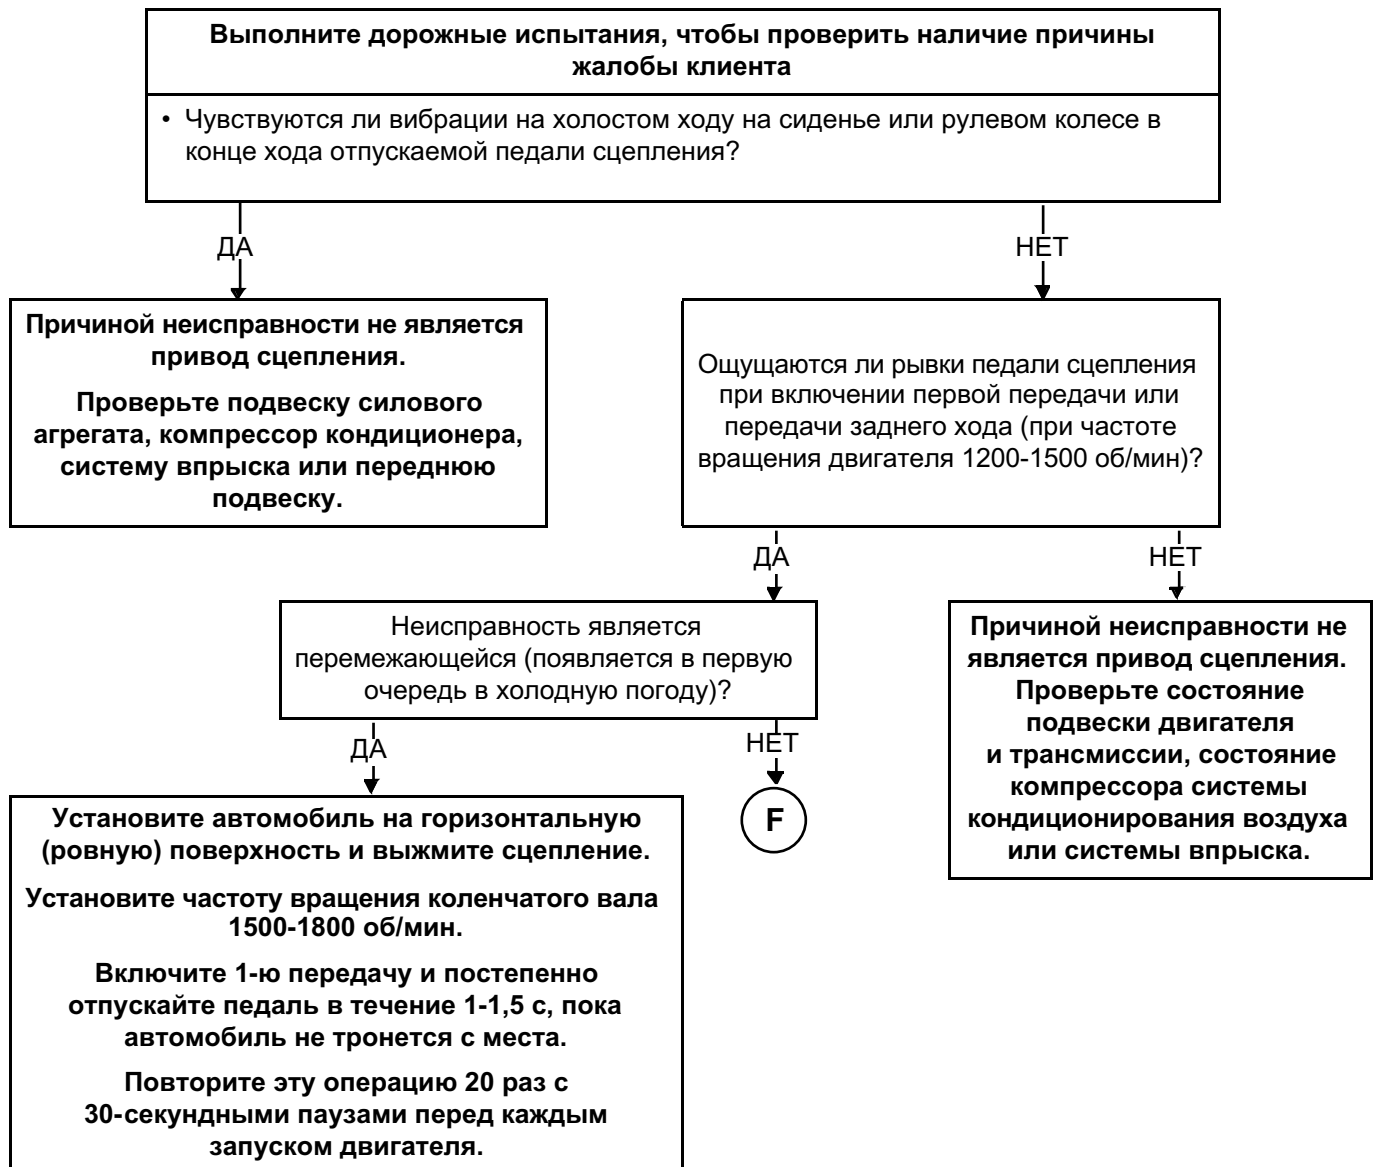 Выполните дорожные испытания, чтобы проверить наличие причины
жалобы клиента
• Чувствуются ли вибрации на холостом ходу на сиденье или рулевом колесе в
конце хода отпускаемой педали сцепления?
ДА
НЕТ
Причиной неисправности не является
привод сцепления.
Проверьте подвеску силового
агрегата, компрессор кондиционера,
систему впрыска или переднюю
подвеску.
Ощущаются ли рывки педали сцепления
при включении первой передачи или
передачи заднего хода (при частоте
вращения двигателя 1200-1500 об/мин)?
ДА
НЕТ
Неисправность является
перемежающейся (появляется в первую
очередь в холодную погоду)?
Причиной неисправности не
является привод сцепления.
Проверьте состояние
подвески двигателя
и трансмиссии, состояние
компрессора системы
кондиционирования воздуха
или системы впрыска.
ДА
НЕТ
F
Установите автомобиль на горизонтальную
(ровную) поверхность и выжмите сцепление.
Установите частоту вращения коленчатого вала
1500-1800 об/мин.
Включите 1-ю передачу и постепенно
отпускайте педаль в течение 1-1,5 с, пока
автомобиль не тронется с места.
Повторите эту операцию 20 раз с
30-секундными паузами перед каждым
запуском двигателя.